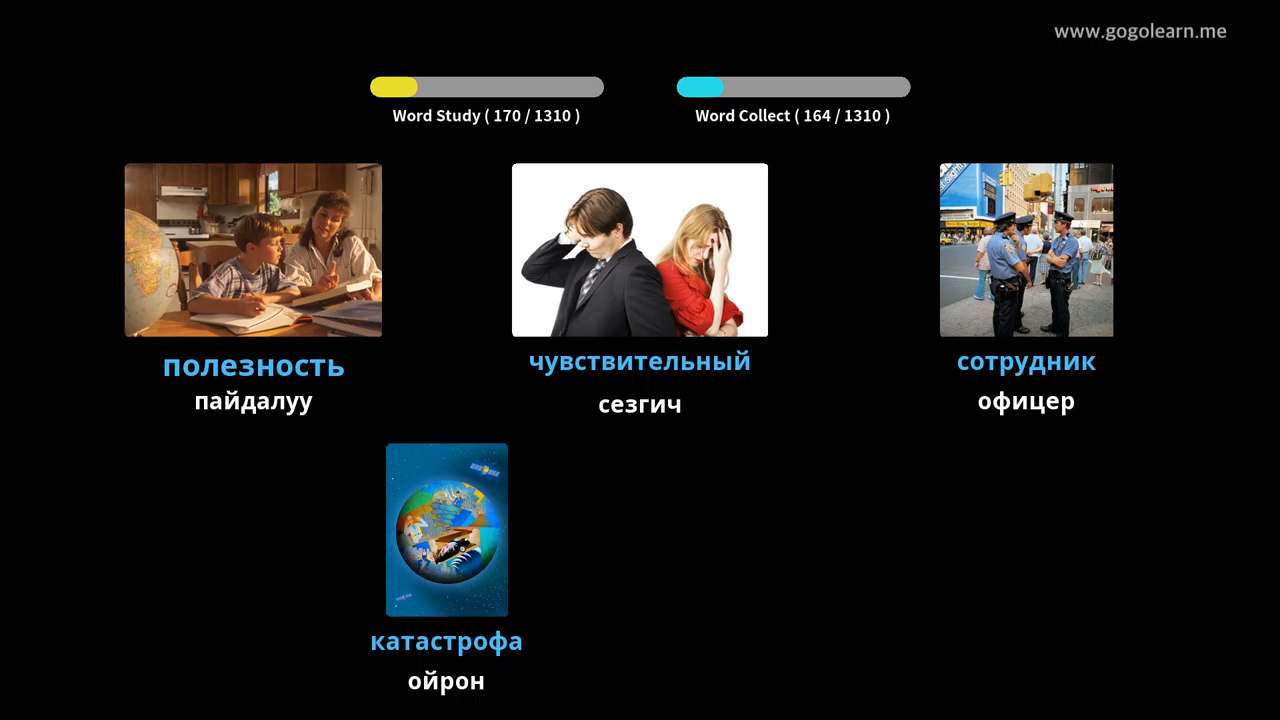 www.gogolearn.me
Word Study ( 170 / 1310 )
Word Collect ( 164 / 1310 )
полезность
пайдалуу
чувствительный
сезгич
сотрудник
офицер
катастрофа
ойрон